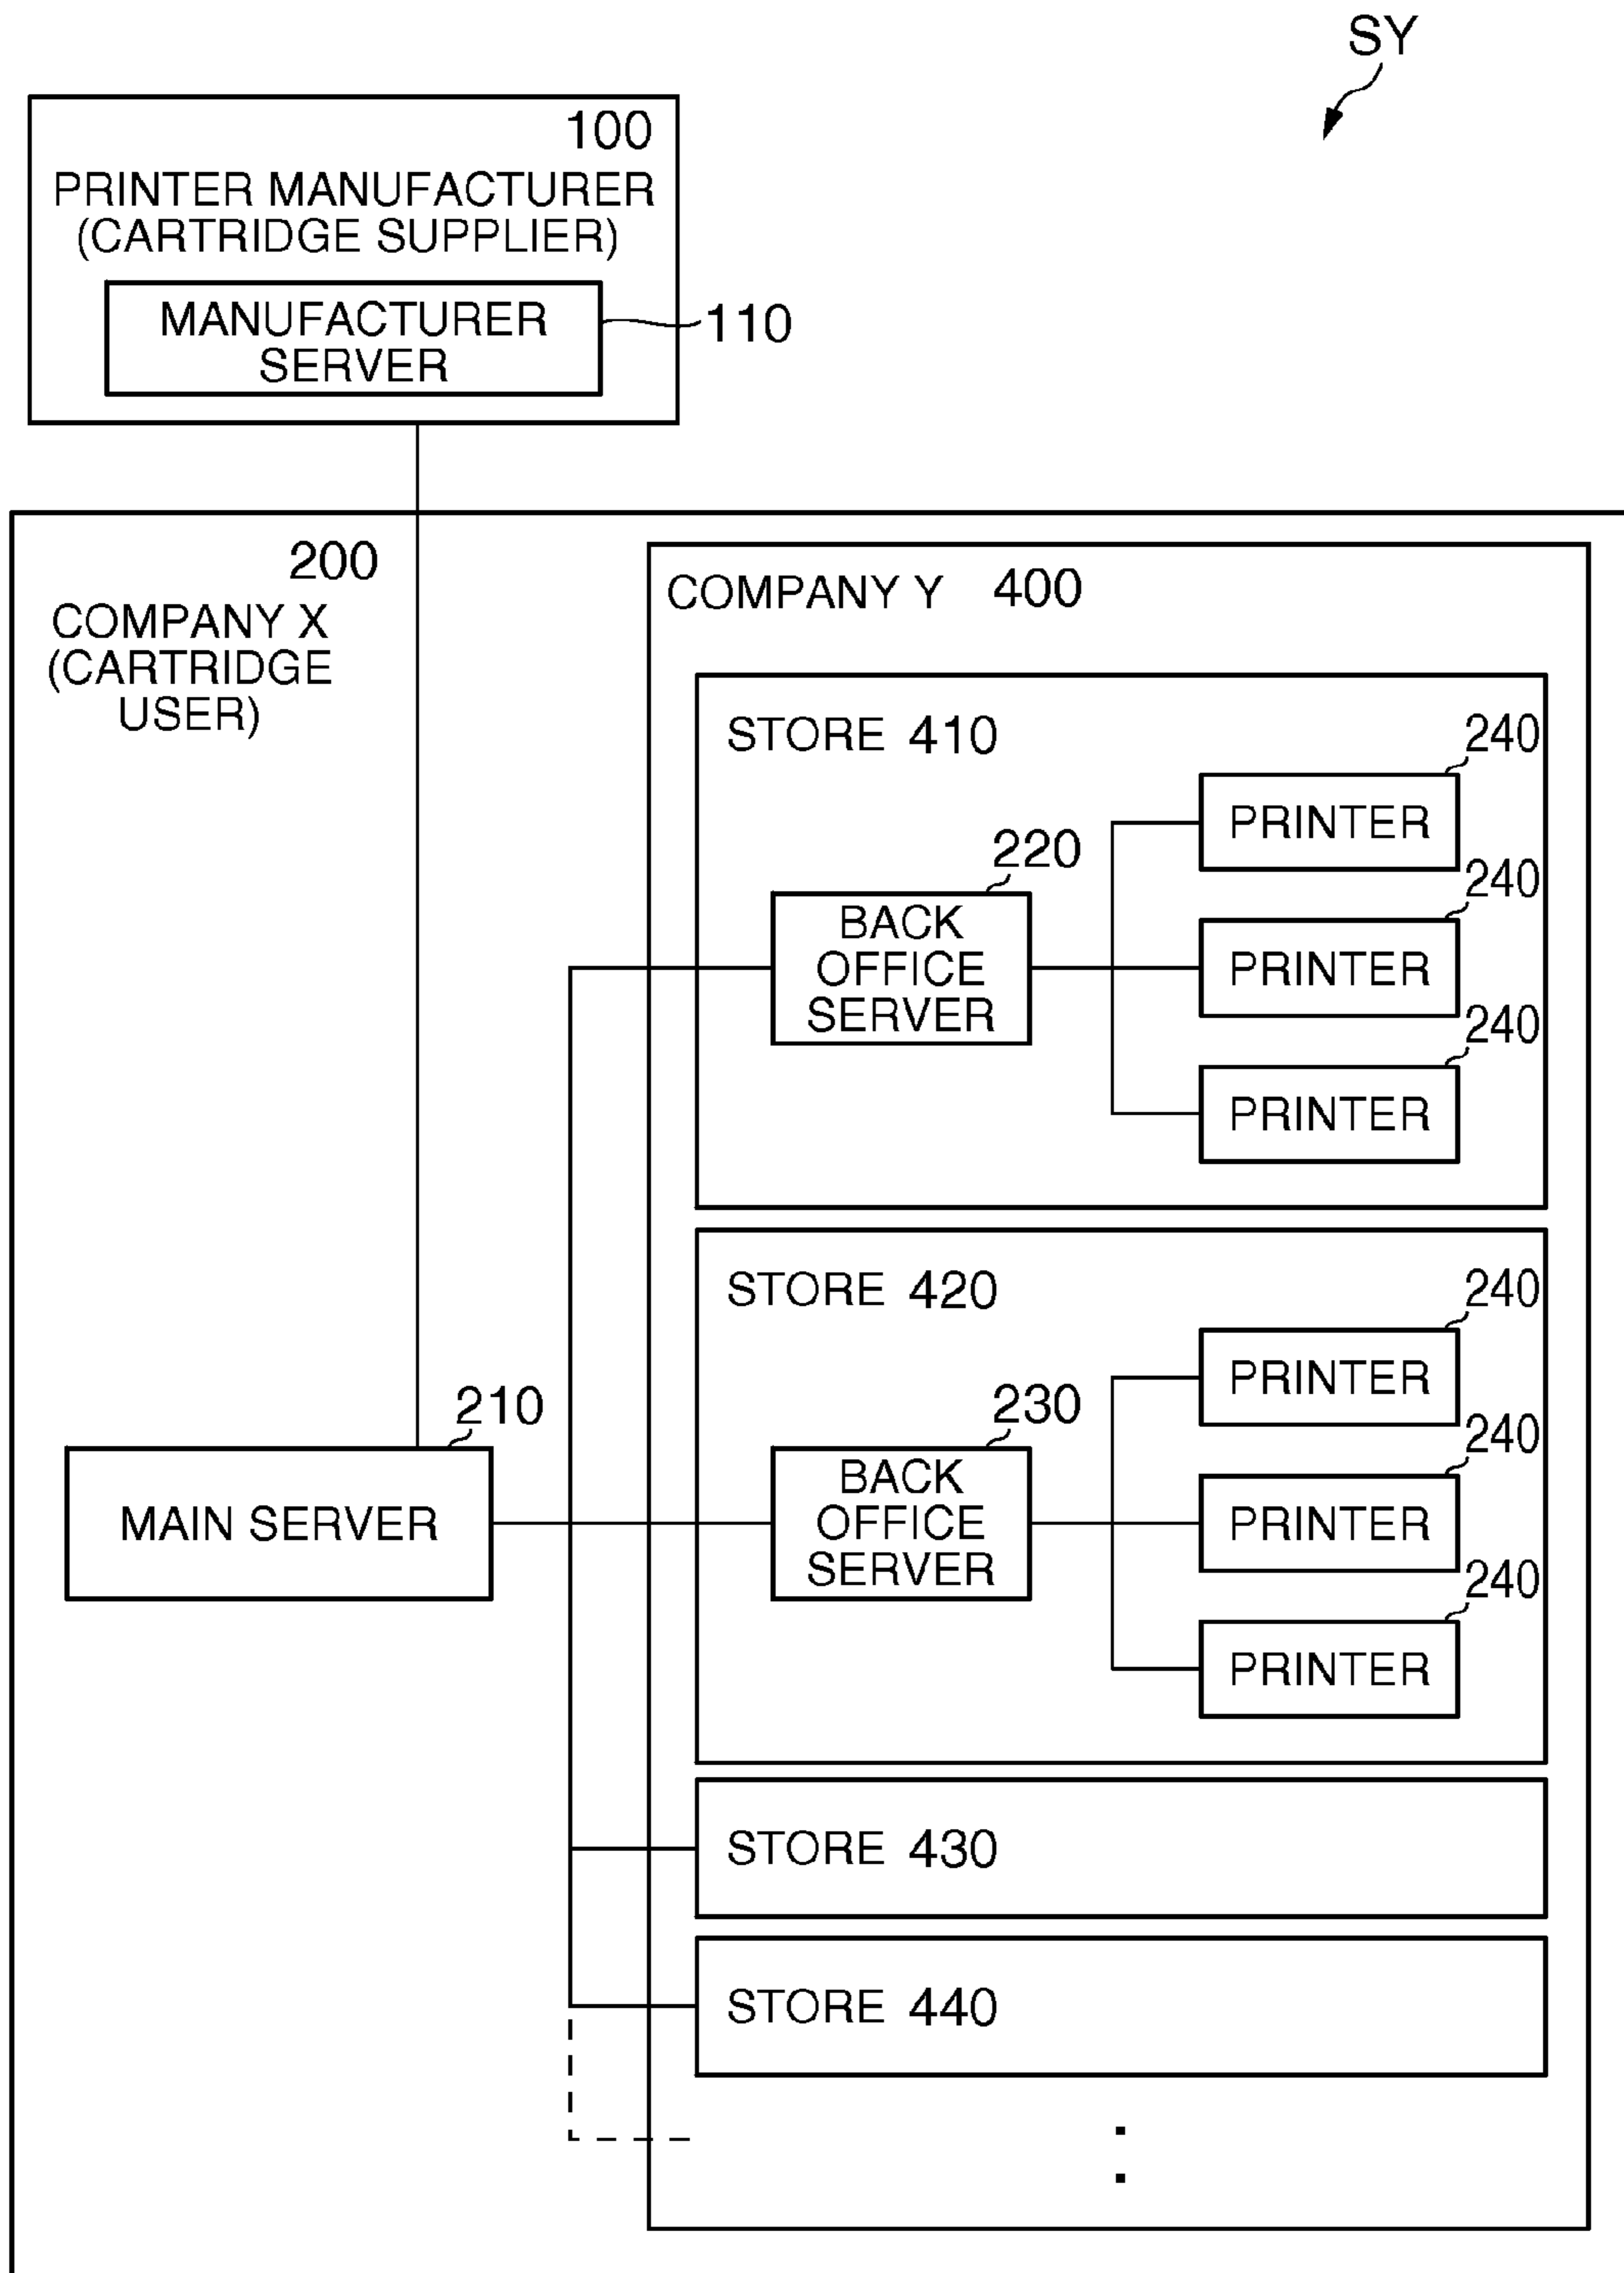 SY
100
PRINTER MANUFACTURER
(CARTRIDGE SUPPLIER)
MANUFACTURER
SERVER
110
200
COMPANY X
(CARTRIDGE
USER)
COMPANY Y 400
STORE 410
240
PRINTER
220
BACK
OFFICE
SERVER
240
PRINTER
240
PRINTER
STORE 420
240
PRINTER
210
MAIN SERVER
230
BACK
OFFICE
SERVER
240
PRINTER
240
PRINTER
STORE 430
STORE 440